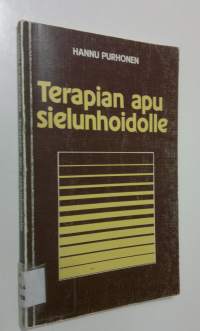 HANNU PURHONEN
Terapian apu
sielunhoidolle